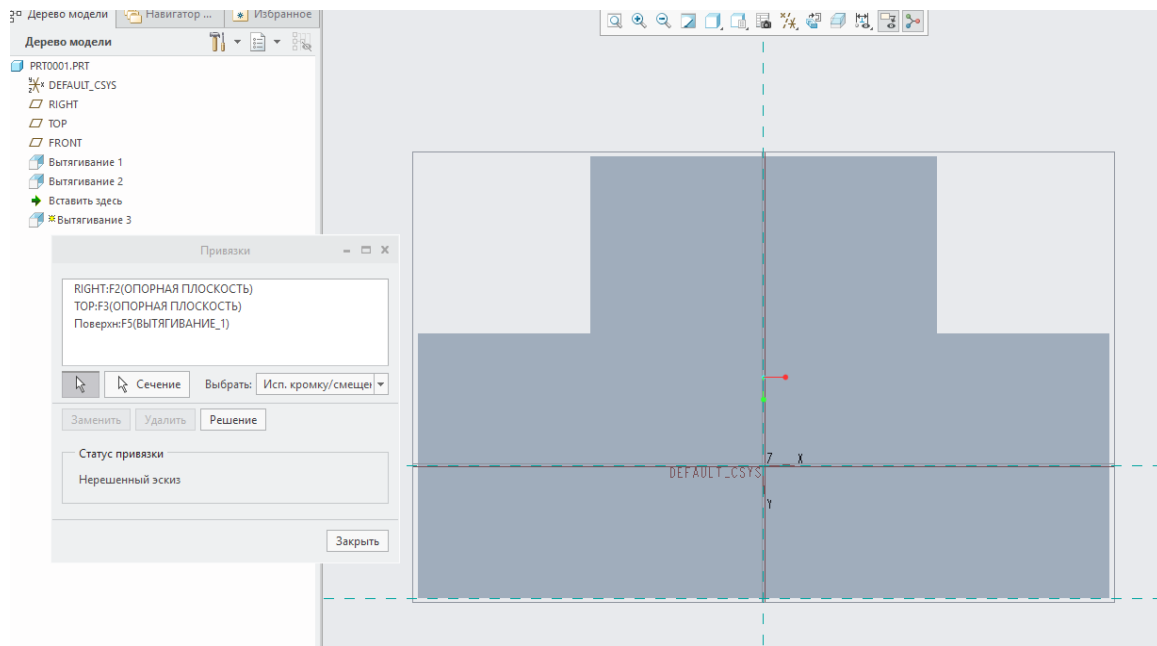 Дерево модели Навигатор ... Избранное
Дерево модели
PRT0001.PRT
DEFAULT_CSYS
RIGHT
TOP
FRONT
Вытягивание 1
Вытягивание 2
Вставить здесь
Вытягивание 3
Привязки
RIGHT:F2(ОПОРНАЯ ПЛОСКОСТЬ)
TOP:F3(ОПОРНАЯ ПЛОСКОСТЬ)
Поверхн:F5(ВЫТЯГИВАНИЕ_1)
Сечение Выбрать: Исп. кромку/смещен
Заменить Удалить Решение
Статус привязки
Нерешенный эскиз
Закрыть
Z X
DEFAULT_CSYS
Y